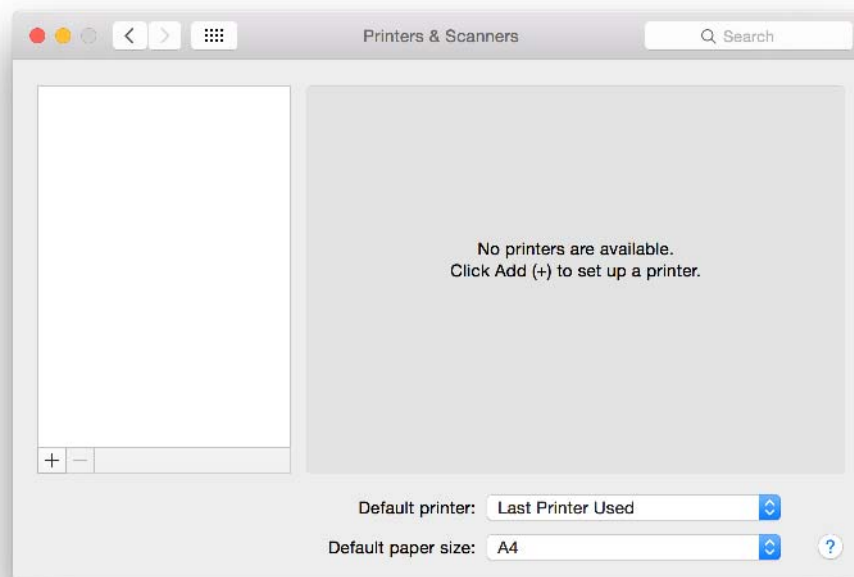 Printers & Scanners
Search
No printers are available.
Click Add (+) to set up a printer.
+ −
Default printer: Last Printer Used
Default paper size: A4
?